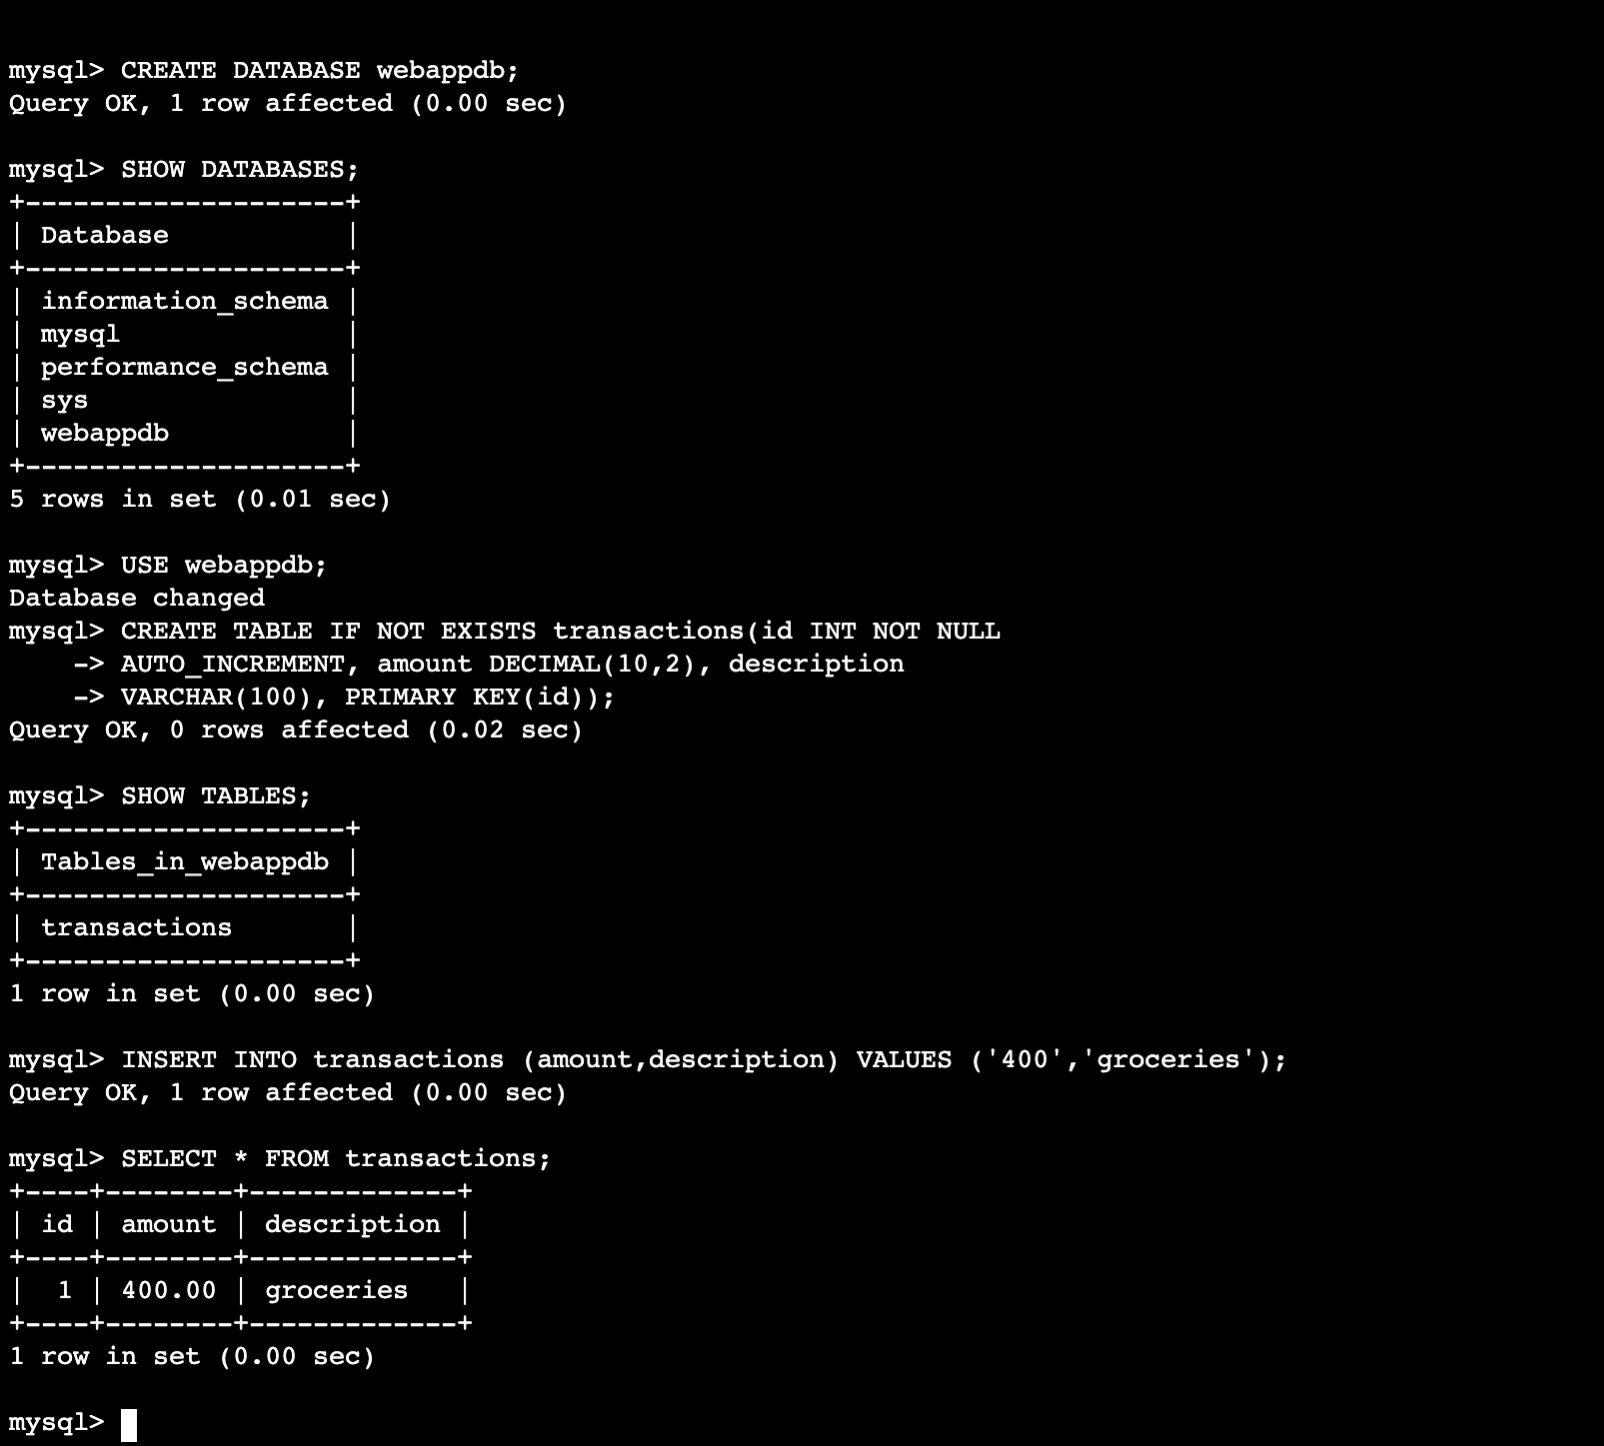 mysql> CREATE DATABASE webappdb;
Query OK, 1 row affected (0.00 sec)

mysql> SHOW DATABASES;
+--------------------+
| Database           |
+--------------------+
| information_schema |
| mysql              |
| performance_schema |
| sys                |
| webappdb           |
+--------------------+
5 rows in set (0.01 sec)

mysql> USE webappdb;
Database changed
mysql> CREATE TABLE IF NOT EXISTS transactions(id INT NOT NULL
    -> AUTO_INCREMENT, amount DECIMAL(10,2), description
    -> VARCHAR(100), PRIMARY KEY(id));
Query OK, 0 rows affected (0.02 sec)

mysql> SHOW TABLES;
+--------------------+
| Tables_in_webappdb |
+--------------------+
| transactions       |
+--------------------+
1 row in set (0.00 sec)

mysql> INSERT INTO transactions (amount,description) VALUES ('400','groceries');
Query OK, 1 row affected (0.00 sec)

mysql> SELECT * FROM transactions;
+----+--------+-------------+
| id | amount | description |
+----+--------+-------------+
|  1 | 400.00 | groceries   |
+----+--------+-------------+
1 row in set (0.00 sec)

mysql>